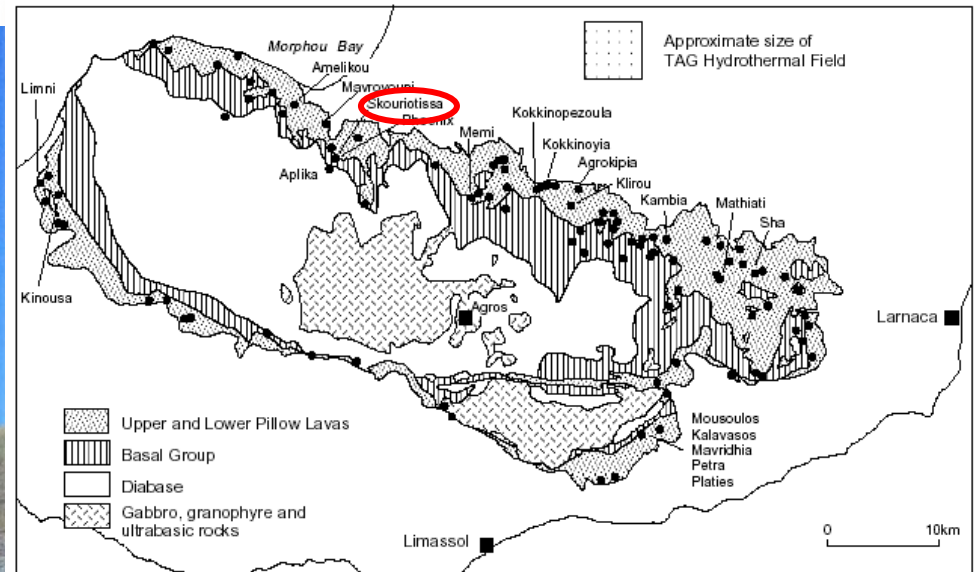 Morphou Bay
Amelikou
Mavrovouni
Skouriotissa
Phoenix
Limni
Aplika
Memi
Kokkinopezoula
Kokkinoyia
Agrokipia
Klirou
Kambia
Mathiati
Sha
Approximate size of
TAG Hydrothermal Field
Kinousa
Agros
Larnaca
Upper and Lower Pillow Lavas
Basal Group
Diabase
Gabbro, granophyre and
ultrabasic rocks
Mousoulos
Kalavasos
Mavridhia
Petra
Platies
Limassol
0 10km